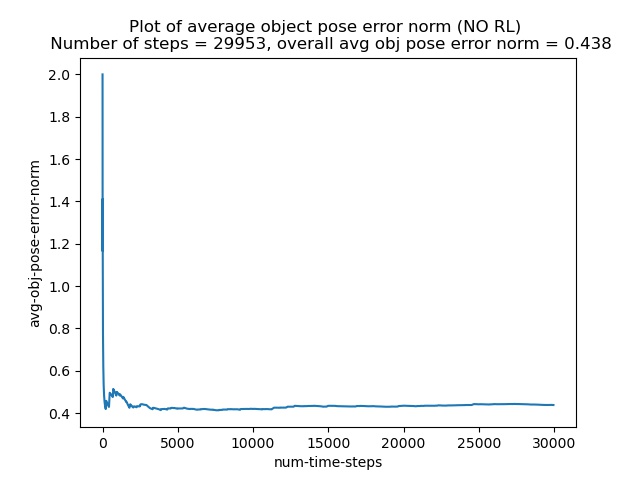 Plot of average object pose error norm (NO RL)
Number of steps = 29953, overall avg obj pose error norm = 0.438
2.0
1.8
1.6
1.4
1.2
1.0
0.8
0.6
0.4
avg-obj-pose-error-norm
0 5000 10000 15000 20000 25000 30000
num-time-steps